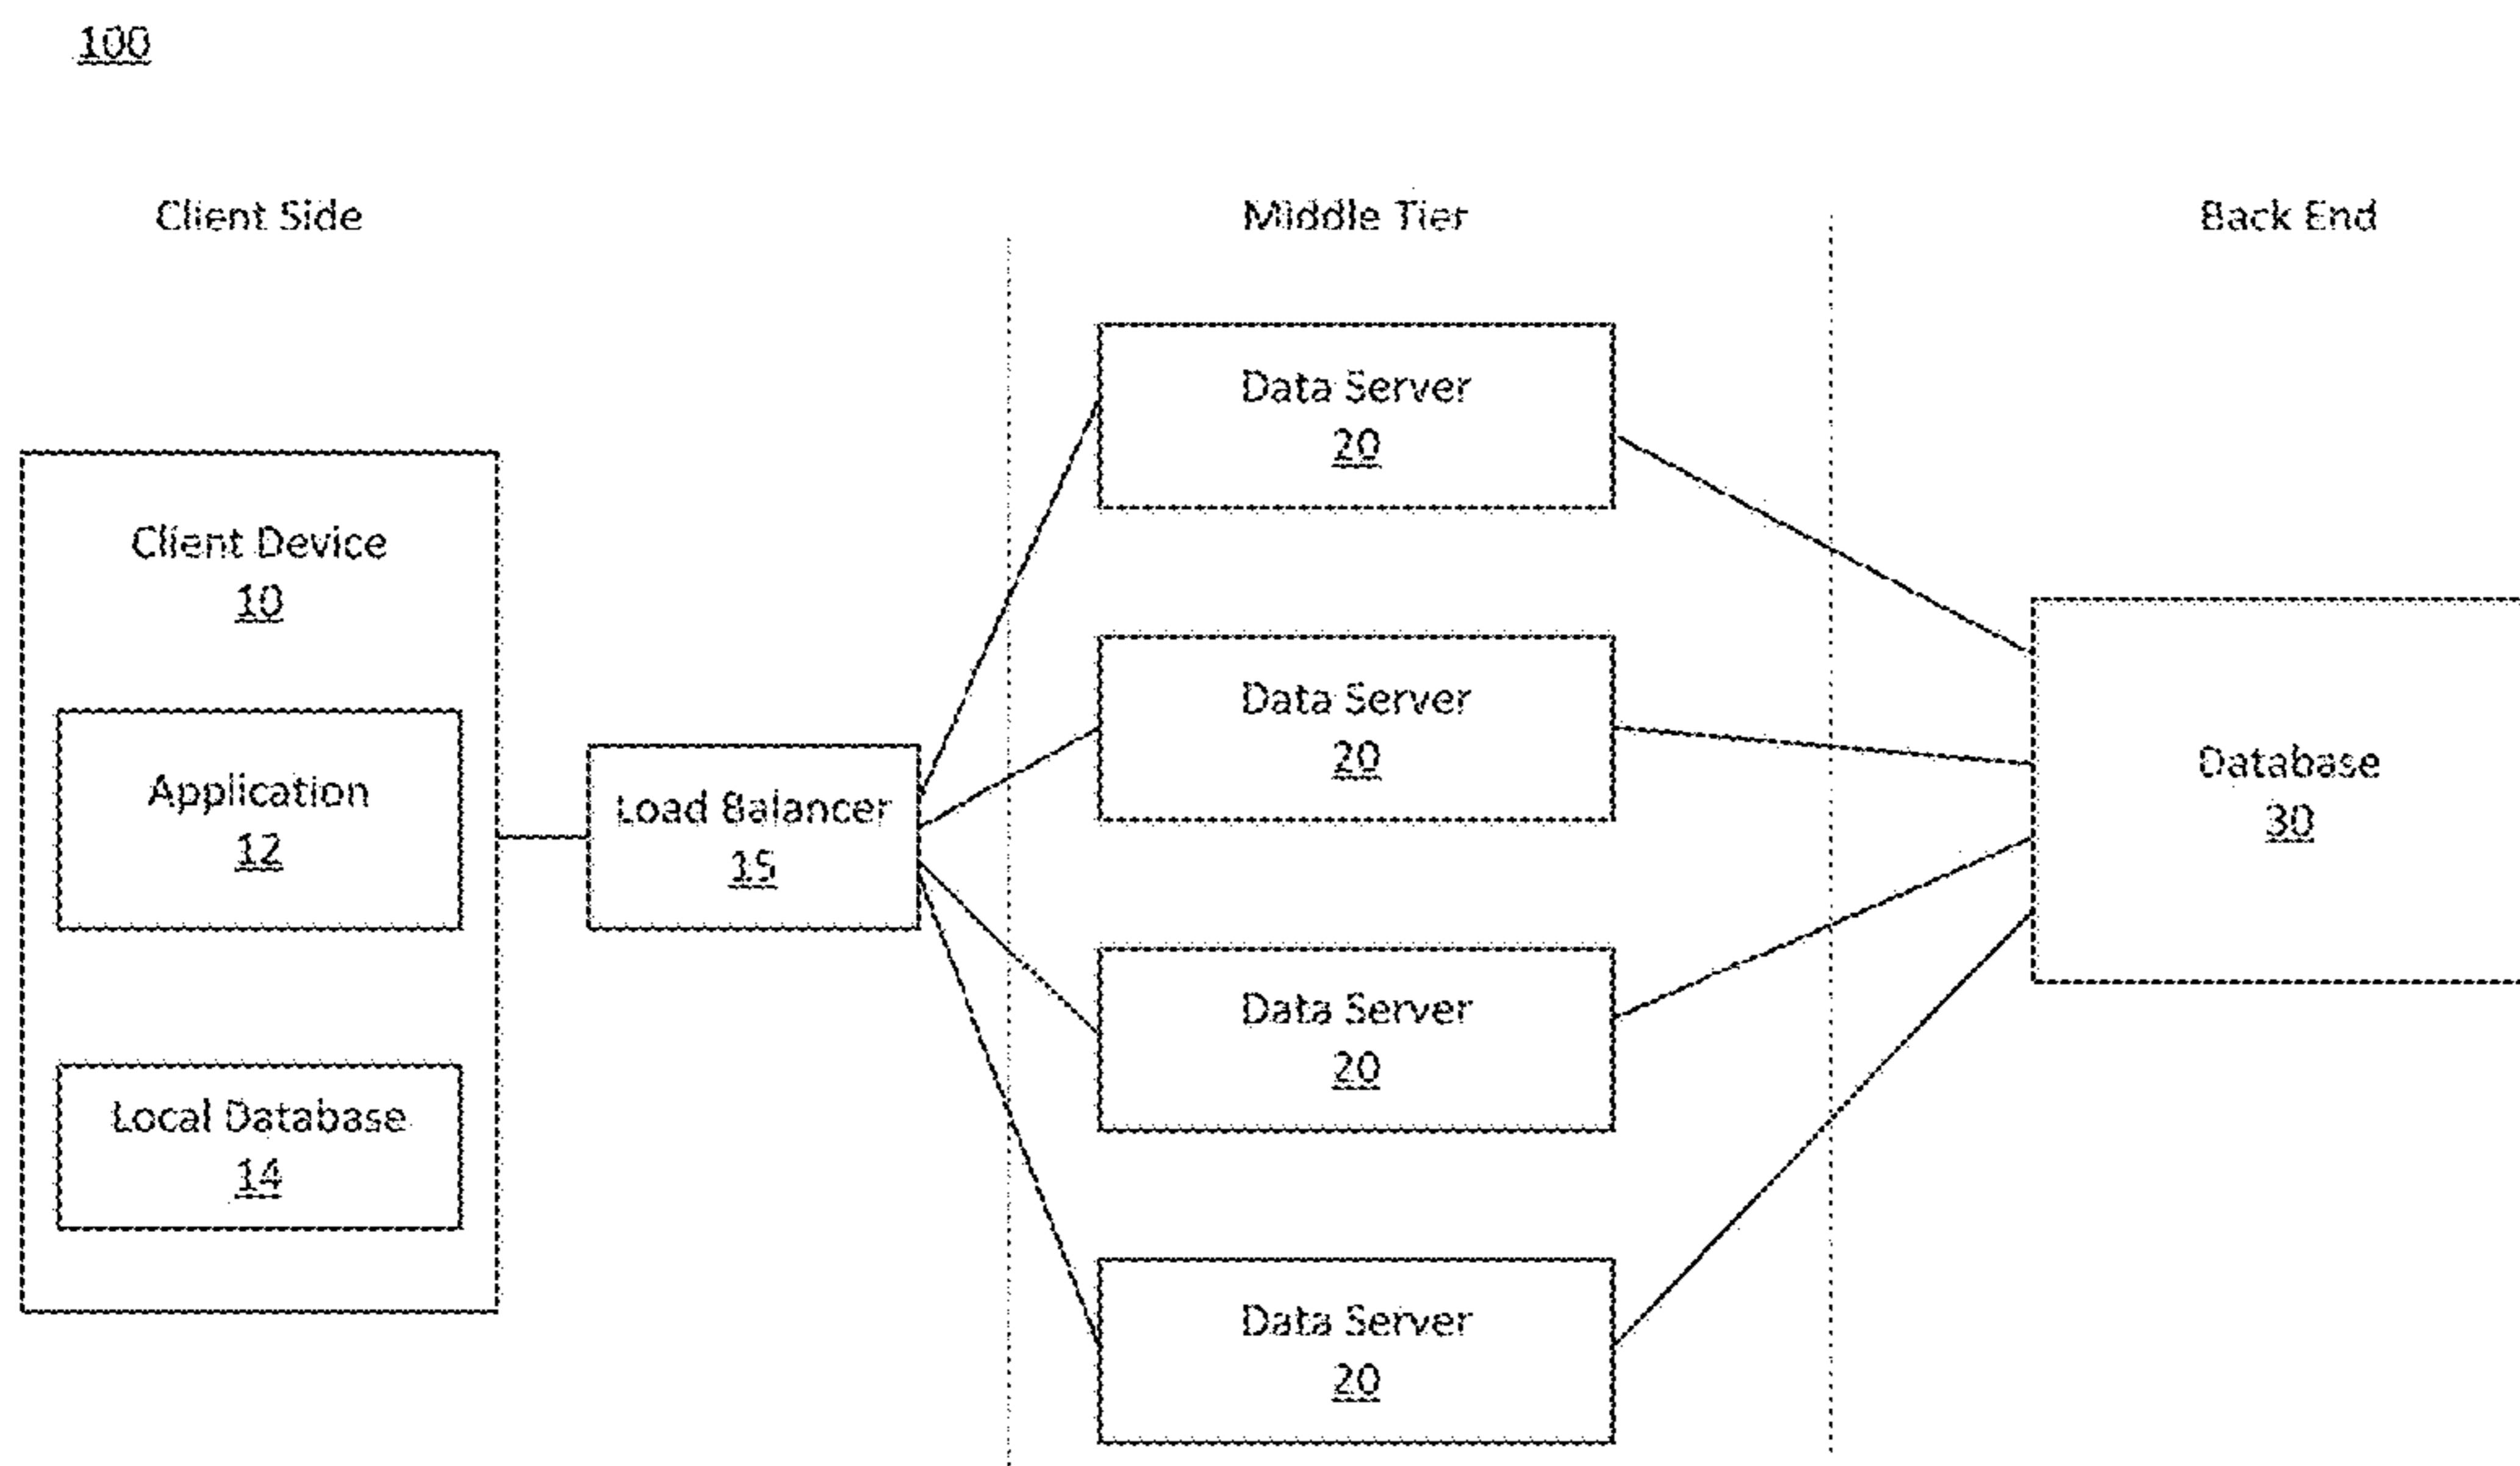 100
Client Side
Middle Tier
Back End
Client Device
10
Application
12
Local Database
14
Load Balancer
15
Data Server
20
Data Server
20
Data Server
20
Data Server
20
Database
30